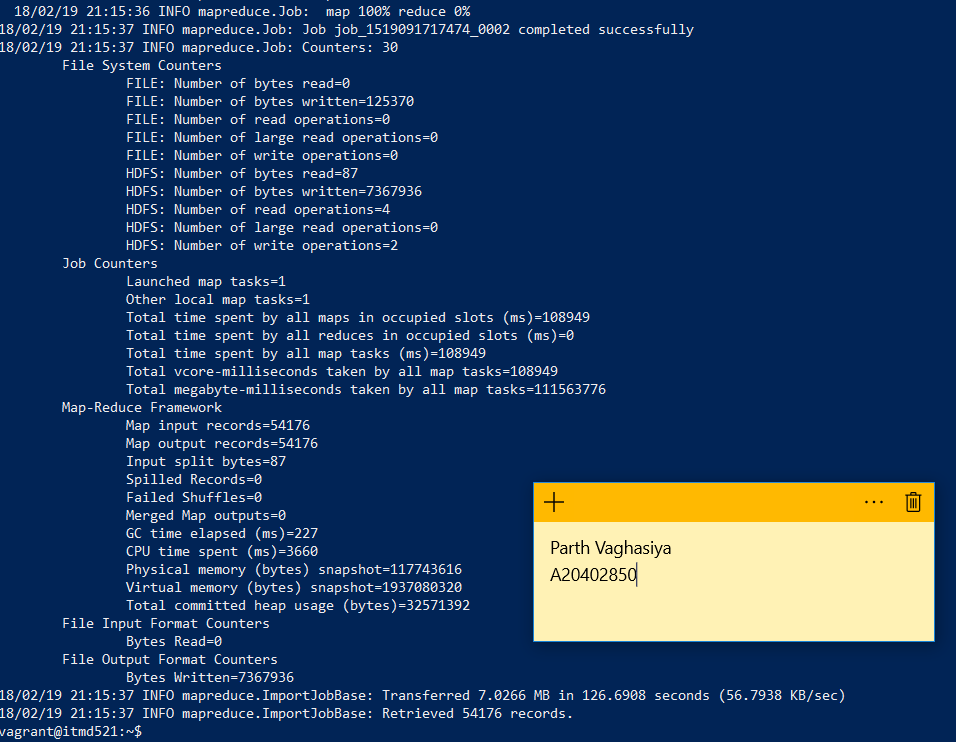 18/02/19 21:15:36 INFO mapreduce.Job:  map 100% reduce 0%
18/02/19 21:15:37 INFO mapreduce.Job: Job job_1519091717474_0002 completed successfully
18/02/19 21:15:37 INFO mapreduce.Job: Counters: 30
File System Counters
FILE: Number of bytes read=0
FILE: Number of bytes written=125370
FILE: Number of read operations=0
FILE: Number of large read operations=0
FILE: Number of write operations=0
HDFS: Number of bytes read=87
HDFS: Number of bytes written=7367936
HDFS: Number of read operations=4
HDFS: Number of large read operations=0
HDFS: Number of write operations=2
Job Counters
Launched map tasks=1
Other local map tasks=1
Total time spent by all maps in occupied slots (ms)=108949
Total time spent by all reduces in occupied slots (ms)=0
Total time spent by all map tasks (ms)=108949
Total vcore-milliseconds taken by all map tasks=108949
Total megabyte-milliseconds taken by all map tasks=111563776
Map-Reduce Framework
Map input records=54176
Map output records=54176
Input split bytes=87
Spilled Records=0
Failed Shuffles=0
Merged Map outputs=0
GC time elapsed (ms)=227
CPU time spent (ms)=3660
Physical memory (bytes) snapshot=117743616
Virtual memory (bytes) snapshot=1937080320
Total committed heap usage (bytes)=32571392
File Input Format Counters
Bytes Read=0
File Output Format Counters
Bytes Written=7367936
18/02/19 21:15:37 INFO mapreduce.ImportJobBase: Transferred 7.0266 MB in 126.6908 seconds (56.7938 KB/sec)
18/02/19 21:15:37 INFO mapreduce.ImportJobBase: Retrieved 54176 records.
vagrant@itmd521:~$
Parth Vaghasiya
A20402850